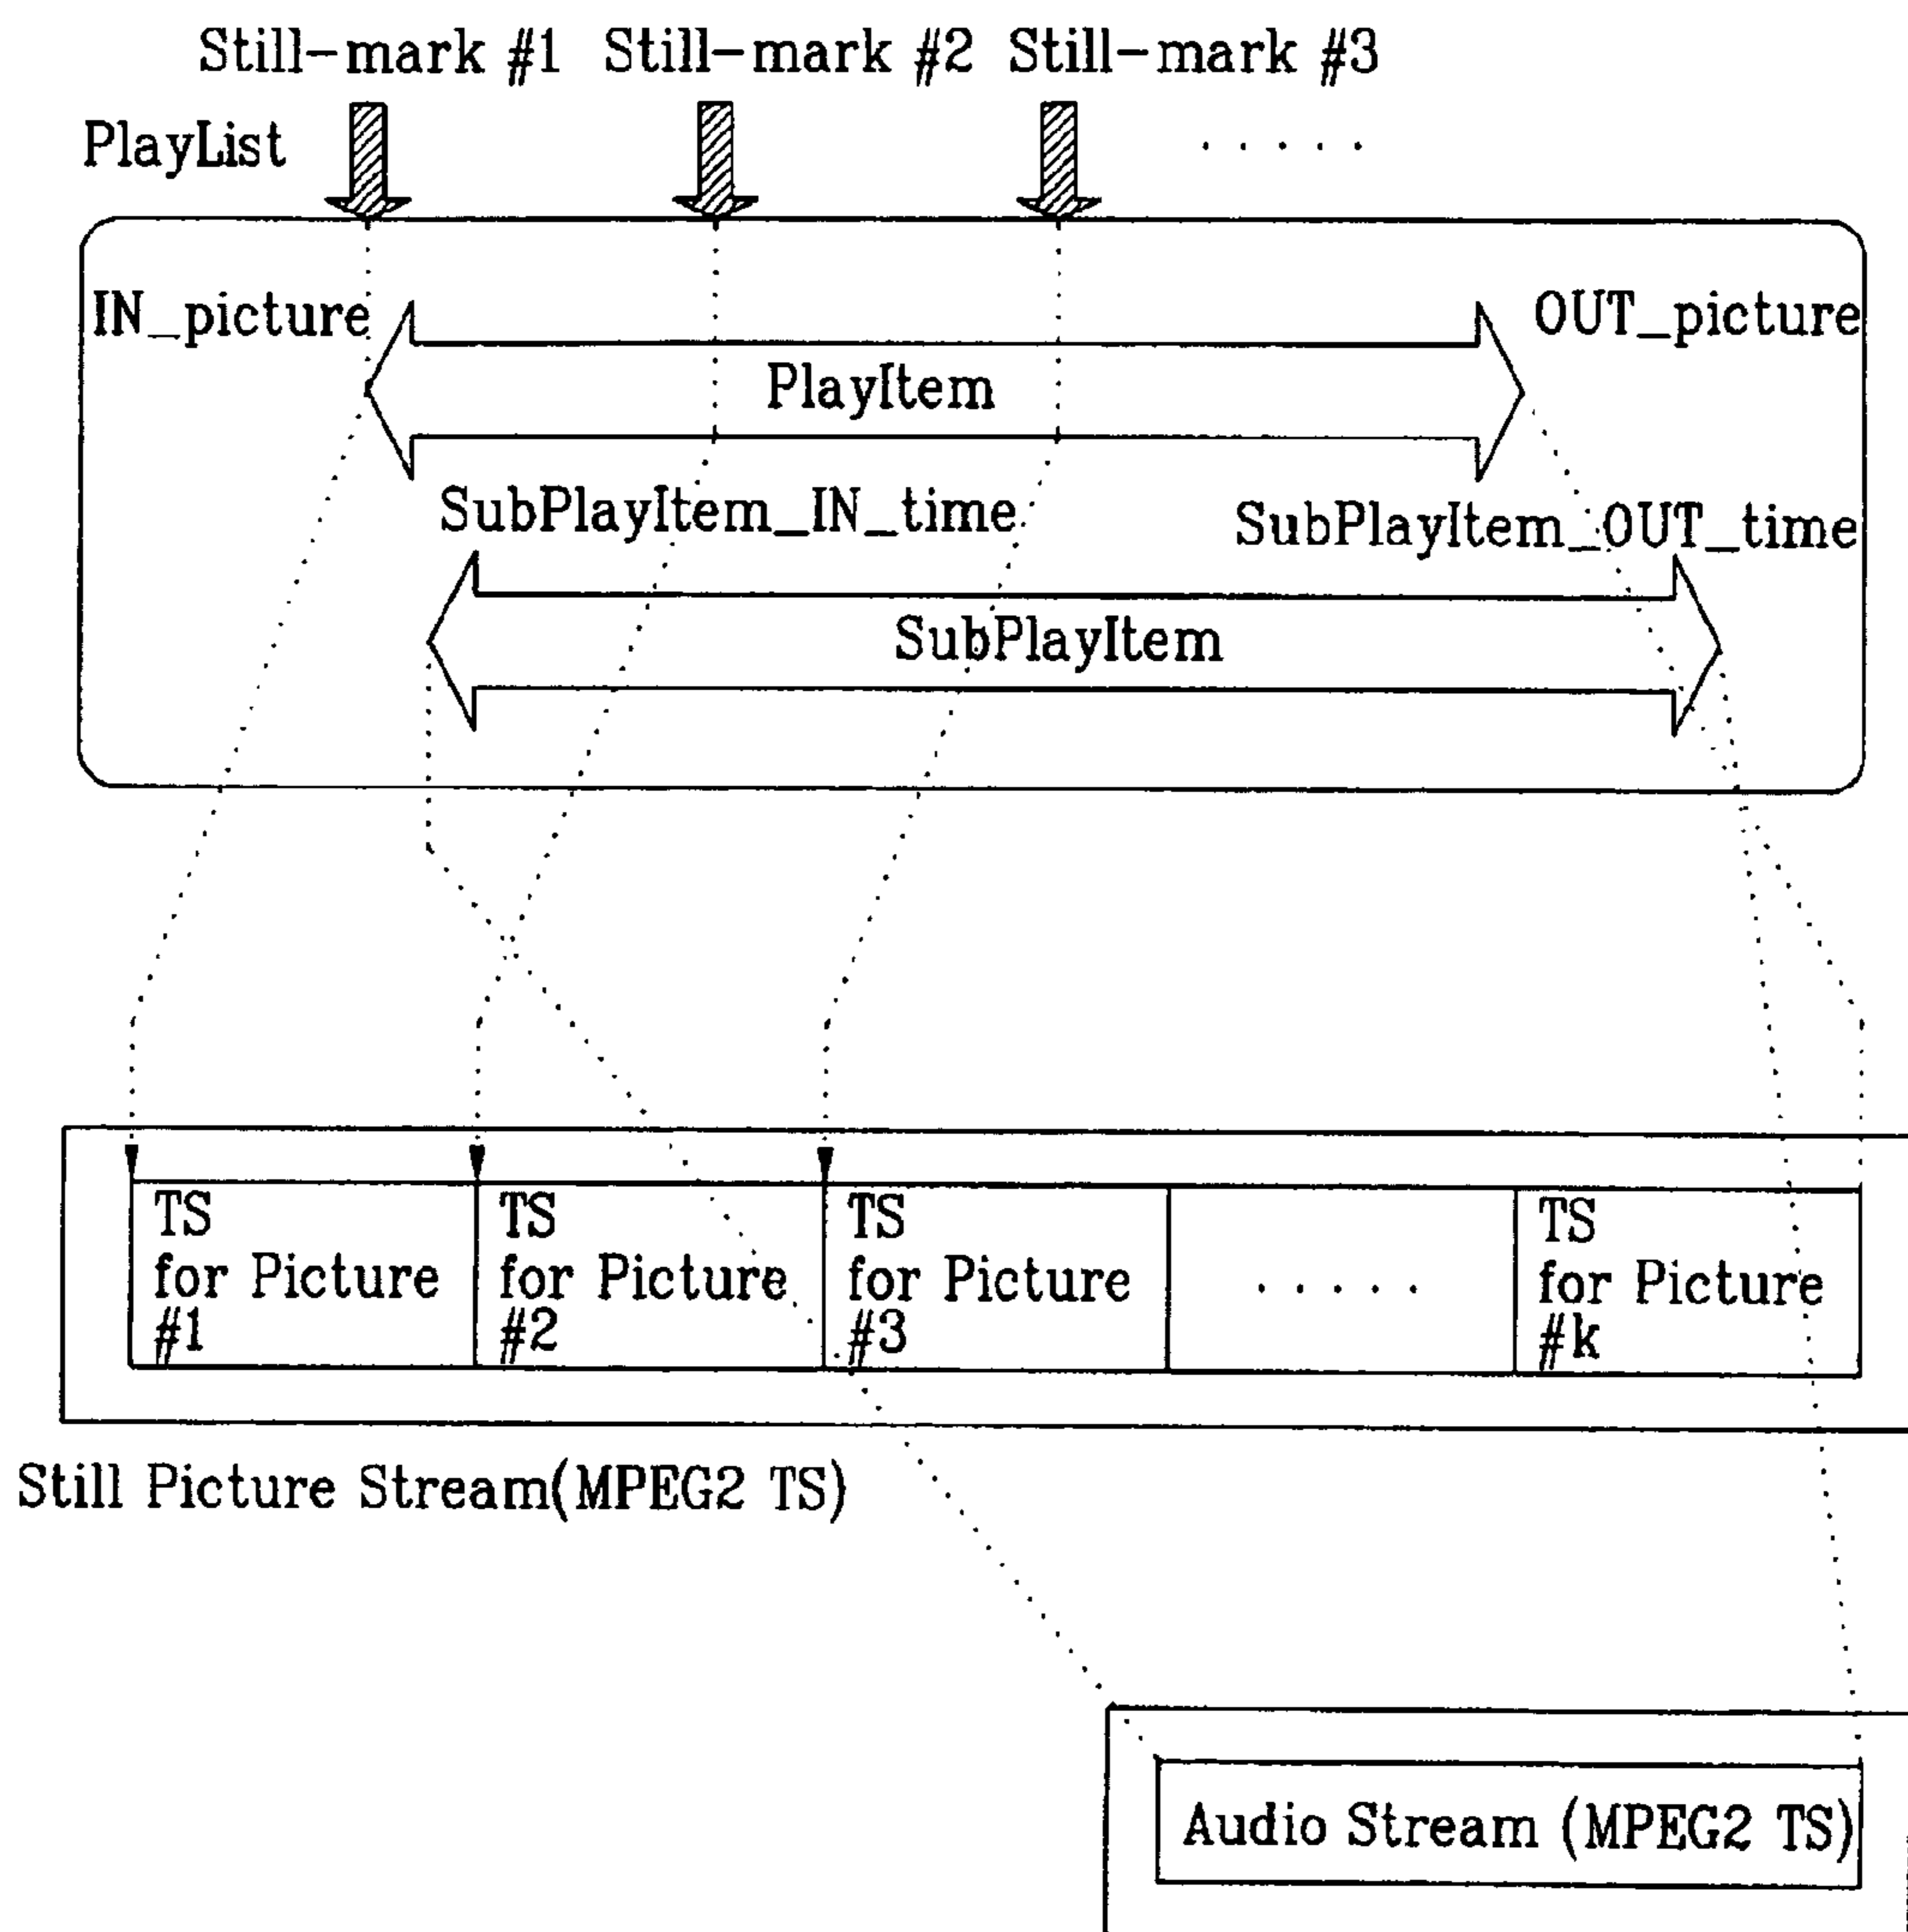 Still-mark #1 Still-mark #2 Still-mark #3
PlayList
.....
IN_picture
OUT_picture
PlayItem
SubPlayItem_IN_time
SubPlayItem_OUT_time
SubPlayItem
TS
for Picture
#1
TS
for Picture
#2
TS
for Picture
#3
.....
TS
for Picture
#k
Still Picture Stream(MPEG2 TS)
Audio Stream (MPEG2 TS)